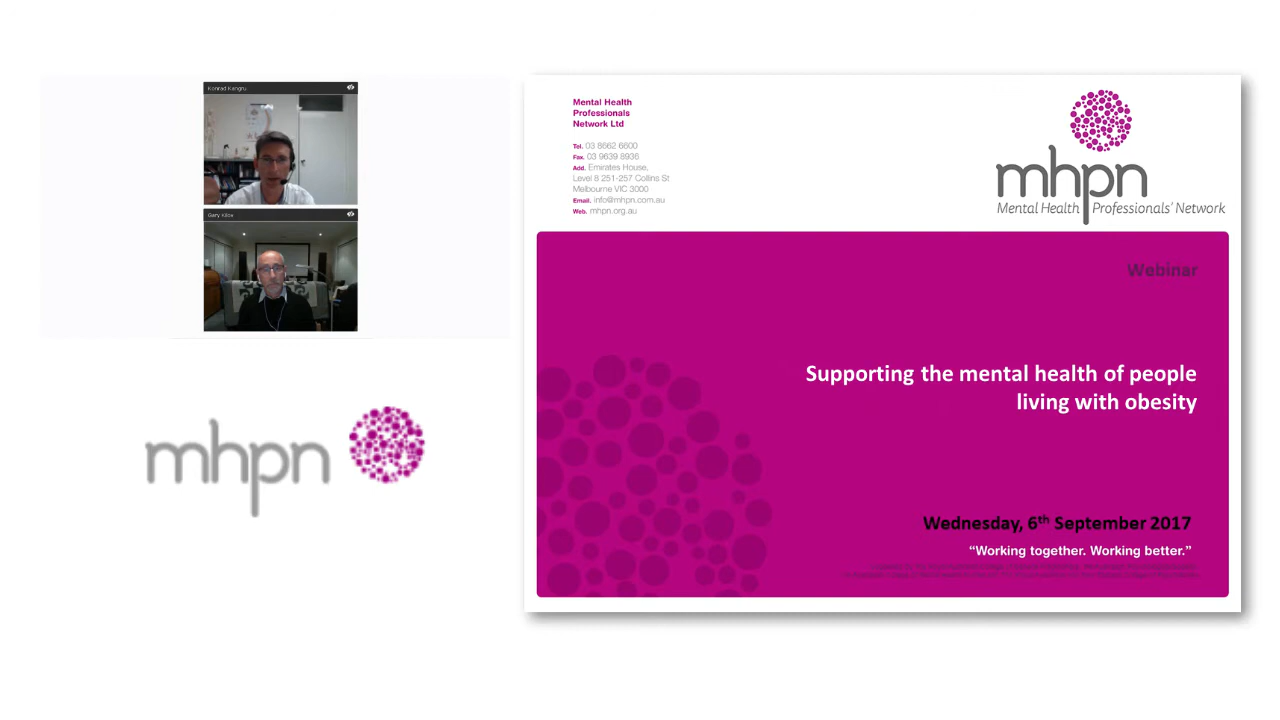 Konrad Kangru
Gary Kilov
mhpn
Mental Health
Professionals
Network Ltd
Tel. 03 8662 6600
Fax. 03 9639 8936
Add. Emirates House,
Level 8 251-257 Collins St
Melbourne VIC 3000
Email. info@mhpn.com.au
Web. mhpn.org.au
mhpn
Mental Health Professionals' Network
Webinar
Supporting the mental health of people
living with obesity
Wednesday, 6th September 2017
“Working together. Working better.”